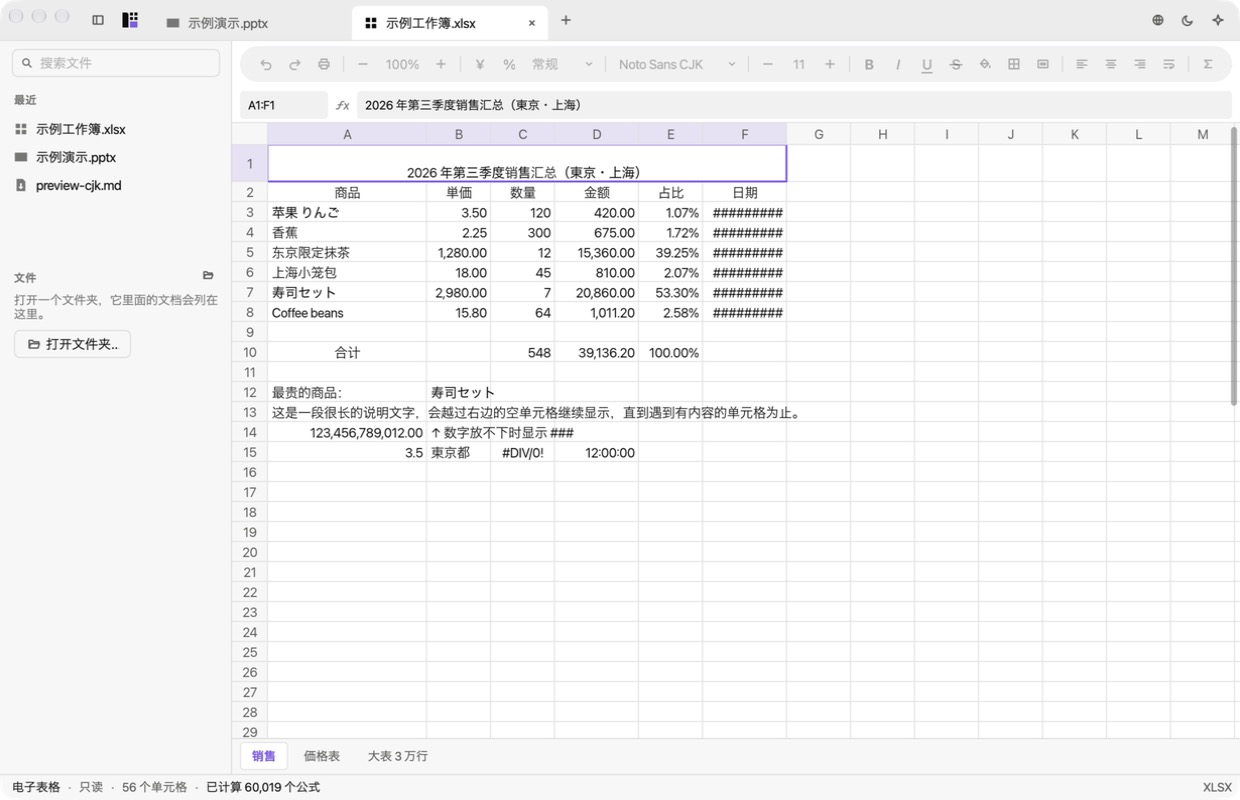 示例演示.pptx
示例工作簿.xlsx × +
搜索文件
最近
示例工作簿.xlsx
示例演示.pptx
preview-cjk.md
文件
打开一个文件夹，它里面的文档会列在
这里。
打开文件夹..
− 100% + ¥ % 常规 Noto Sans CJK − 11 + B I U S Σ
A1:F1 fx 2026 年第三季度销售汇总（東京・上海）
A B C D E F G H I J K L M
1 2026 年第三季度销售汇总（東京・上海）
2 商品 单価 数量 金额 占比 日期
3 苹果 りんご 3.50 120 420.00 1.07% #########
4 香蕉 2.25 300 675.00 1.72% #########
5 东京限定抹茶 1,280.00 12 15,360.00 39.25% #########
6 上海小笼包 18.00 45 810.00 2.07% #########
7 寿司セット 2,980.00 7 20,860.00 53.30% #########
8 Coffee beans 15.80 64 1,011.20 2.58% #########
9
10 合计 548 39,136.20 100.00%
11
12 最贵的商品： 寿司セット
13 这是一段很长的说明文字，会越过右边的空单元格继续显示，直到遇到有内容的单元格为止。
14 123,456,789,012.00 ↑ 数字放不下时显示 ###
15 3.5 東京都 #DIV/0! 12:00:00
16
17
18
19
20
21
22
23
24
25
26
27
28
29
销售 価格表 大表 3 万行
电子表格 · 只读 · 56 个单元格 · 已计算 60,019 个公式 XLSX